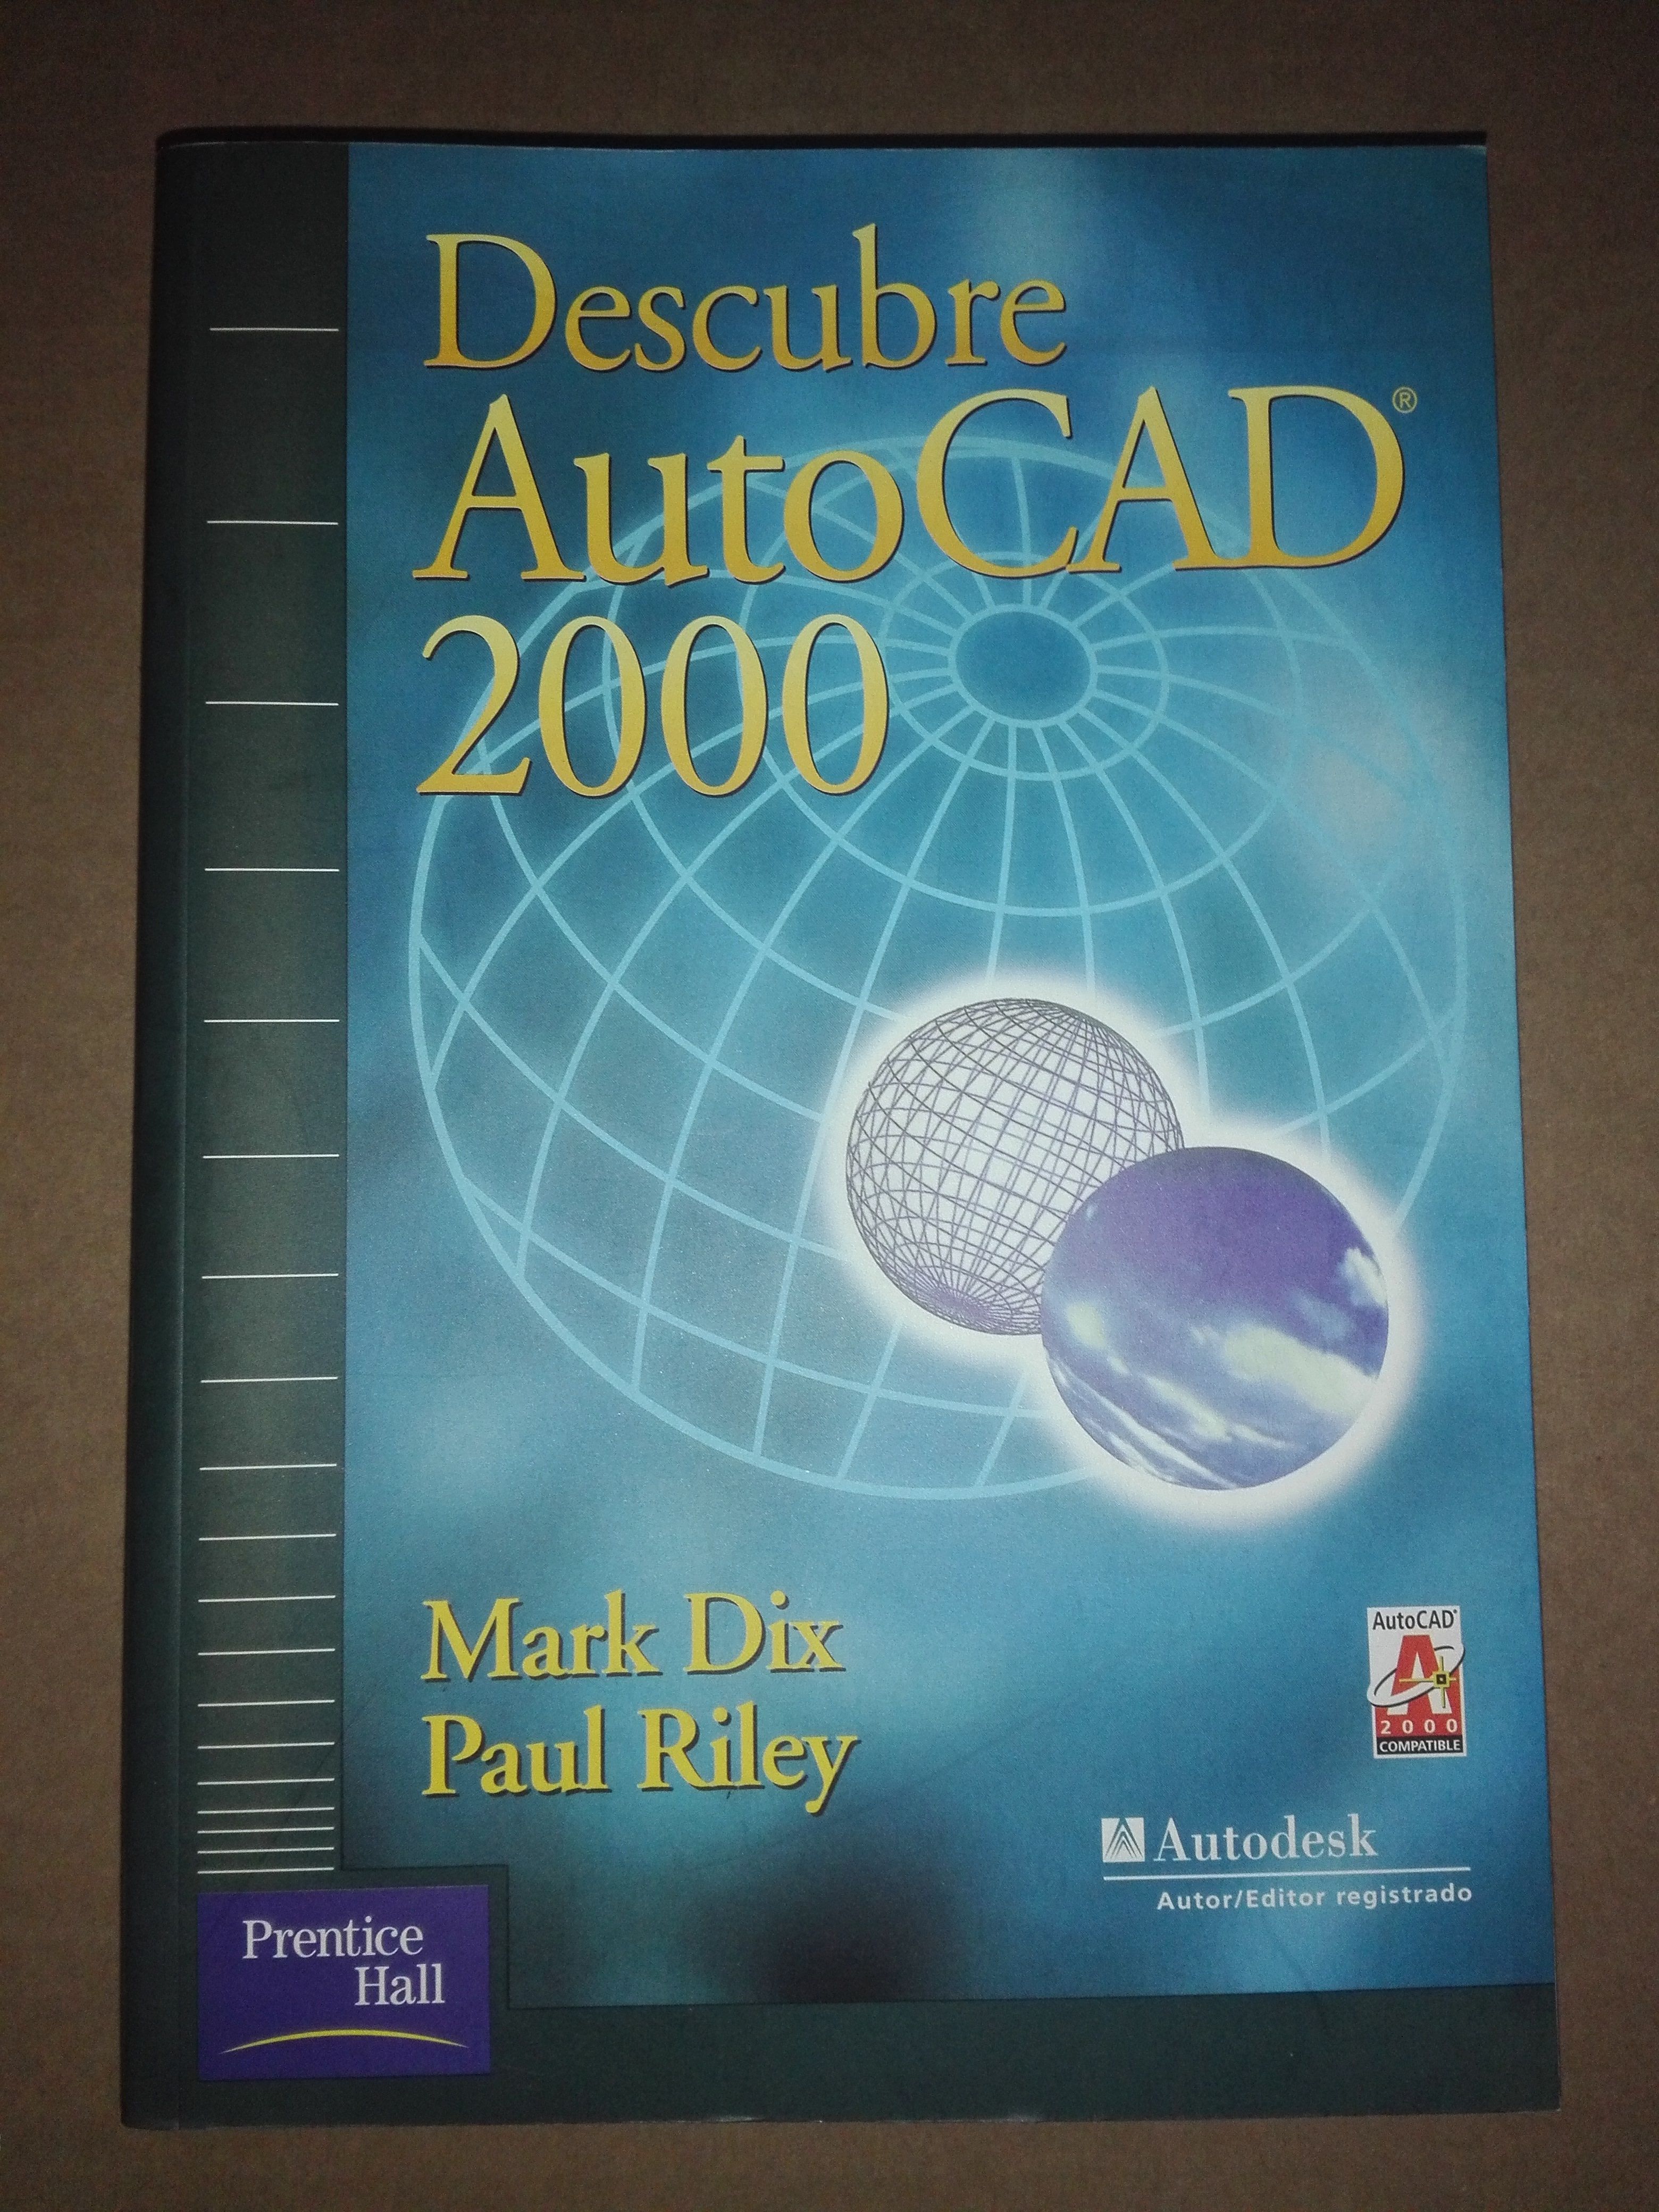 Descubre
AutoCAD®
2000
Mark Dix
Paul Riley
AutoCAD®
A
2000
COMPATIBLE
Autodesk
Autor/Editor registrado
Prentice
Hall